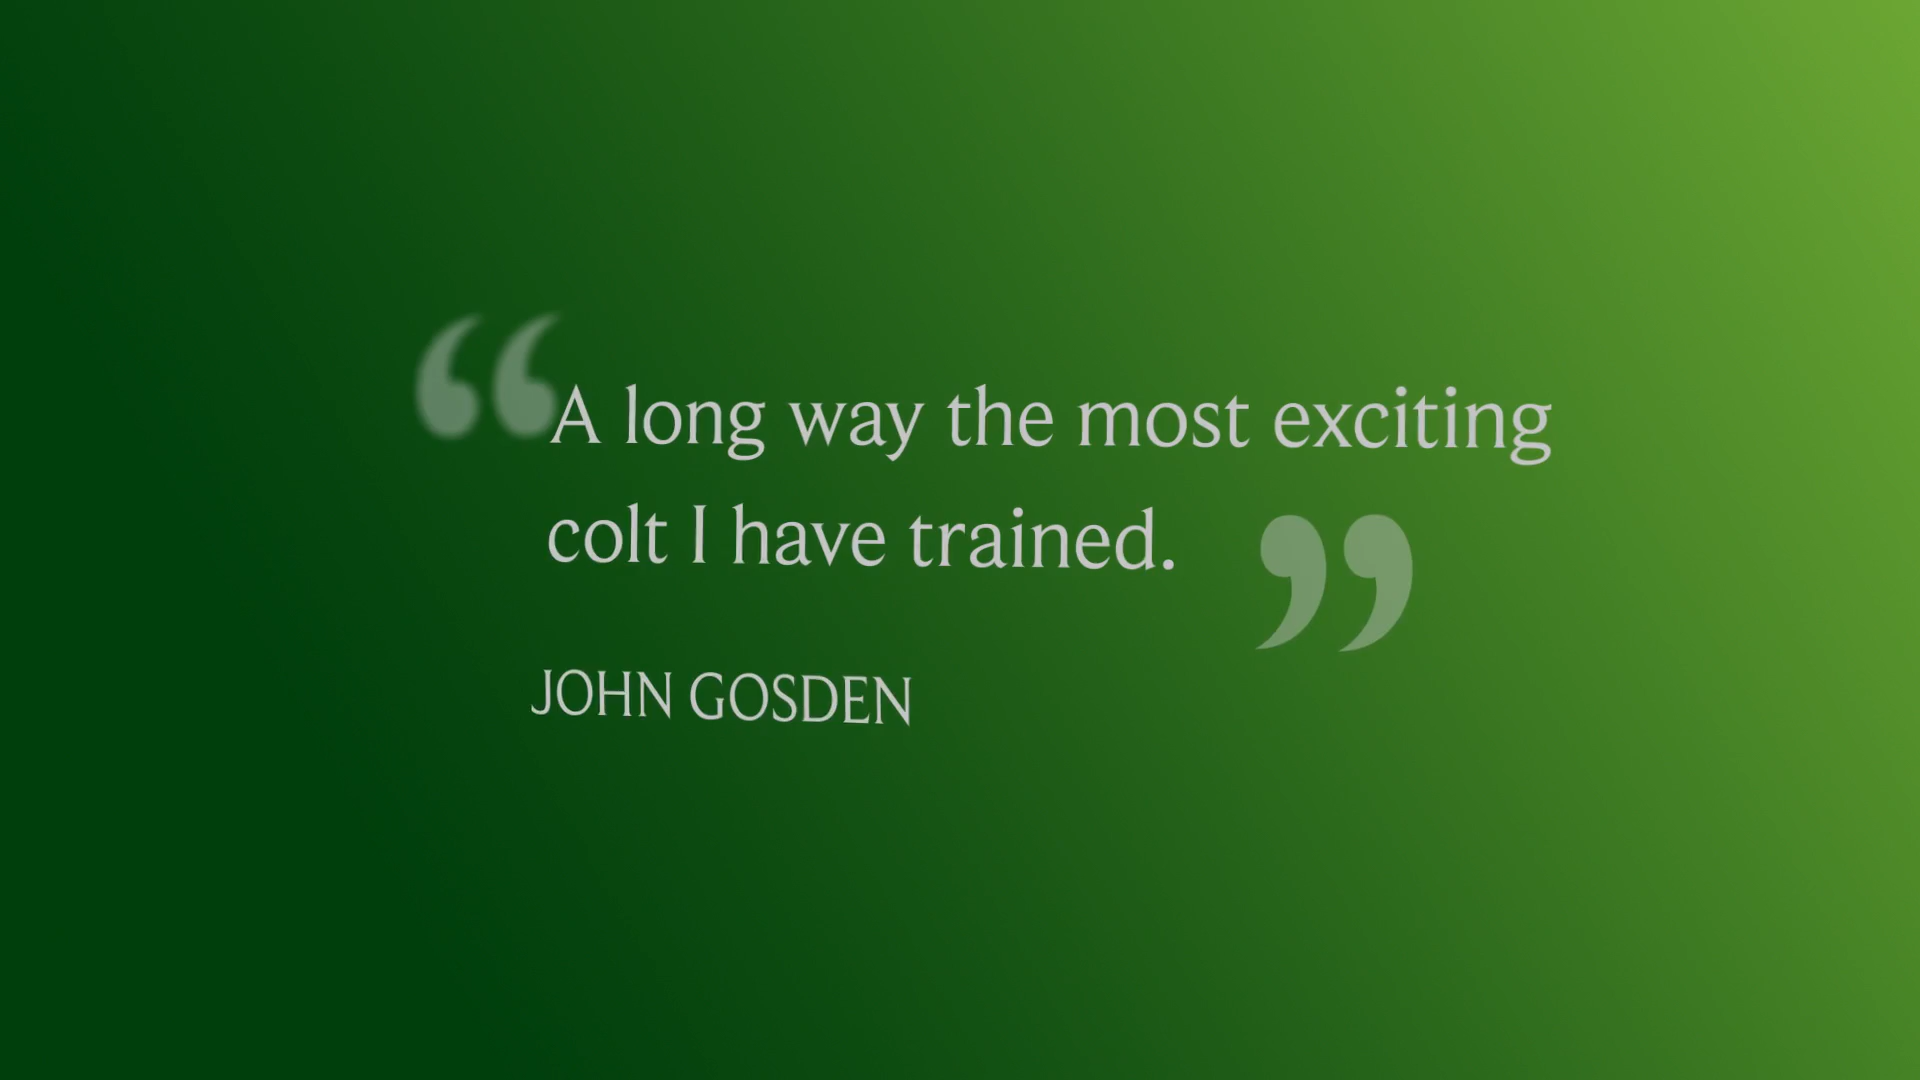 “A long way the most exciting
colt I have trained.”
JOHN GOSDEN